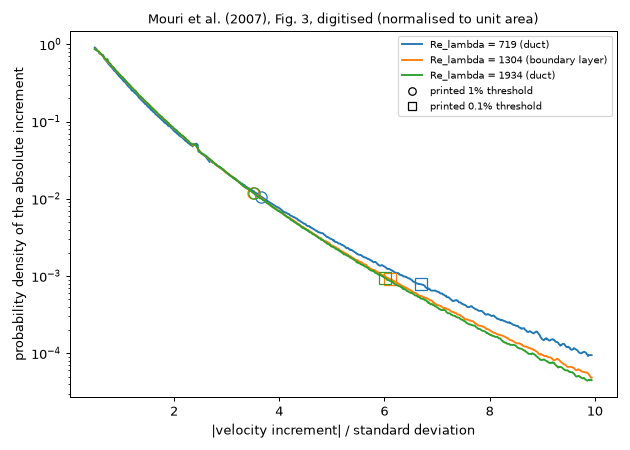 Mouri et al. (2007), Fig. 3, digitised (normalised to unit area)
probability density of the absolute increment
10⁰
10⁻¹
10⁻²
10⁻³
10⁻⁴
Re_lambda = 719 (duct)
Re_lambda = 1304 (boundary layer)
Re_lambda = 1934 (duct)
printed 1% threshold
printed 0.1% threshold
2 4 6 8 10
|velocity increment| / standard deviation